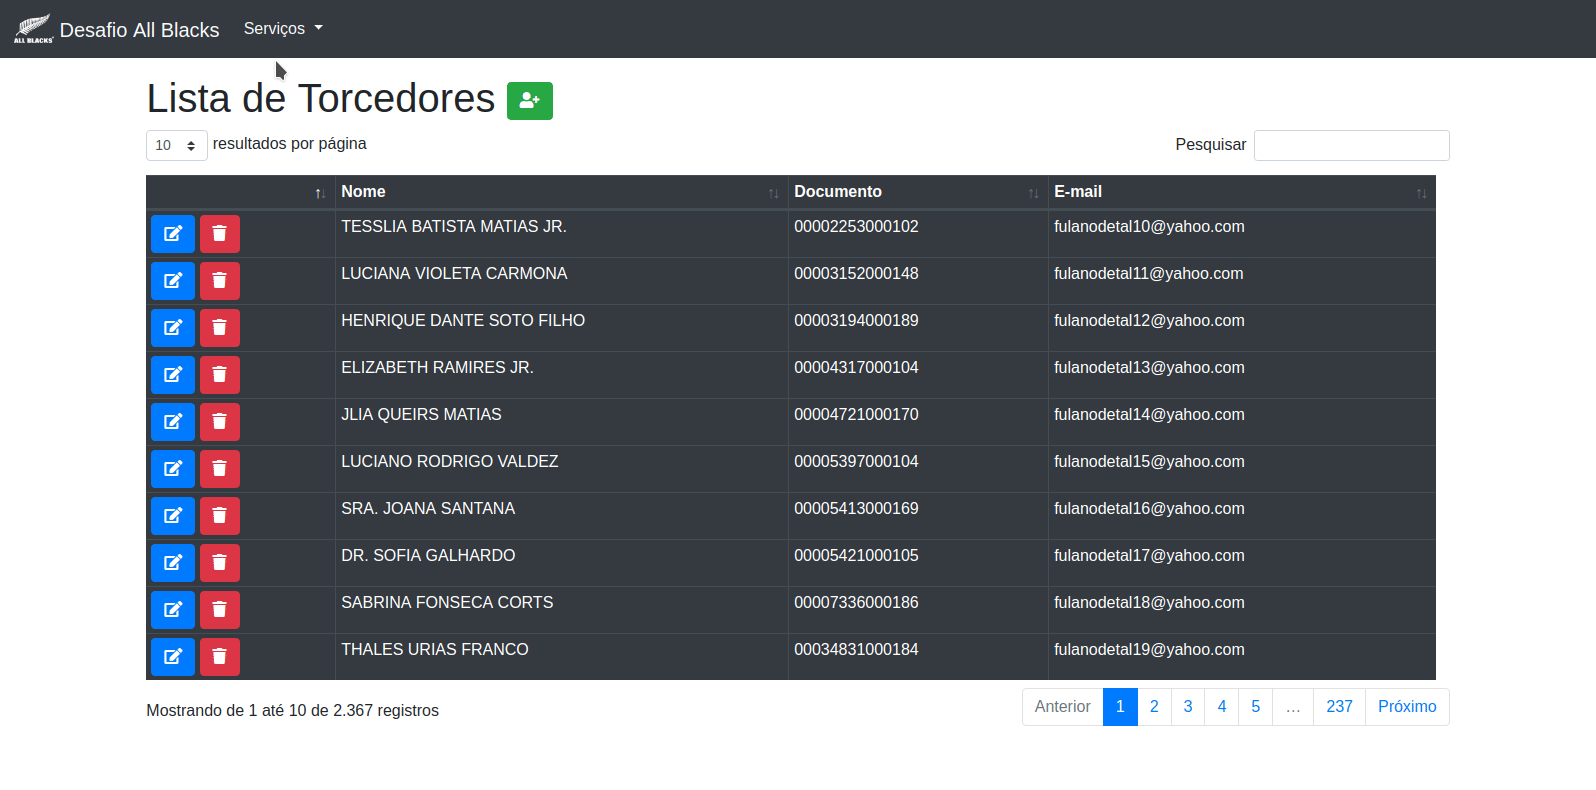 ALL BLACKS Desafio All Blacks Serviços
Lista de Torcedores
10 resultados por página Pesquisar
Nome Documento E-mail
TESSLIA BATISTA MATIAS JR. 00002253000102 fulanodetal10@yahoo.com
LUCIANA VIOLETA CARMONA 00003152000148 fulanodetal11@yahoo.com
HENRIQUE DANTE SOTO FILHO 00003194000189 fulanodetal12@yahoo.com
ELIZABETH RAMIRES JR. 00004317000104 fulanodetal13@yahoo.com
JLIA QUEIRS MATIAS 00004721000170 fulanodetal14@yahoo.com
LUCIANO RODRIGO VALDEZ 00005397000104 fulanodetal15@yahoo.com
SRA. JOANA SANTANA 00005413000169 fulanodetal16@yahoo.com
DR. SOFIA GALHARDO 00005421000105 fulanodetal17@yahoo.com
SABRINA FONSECA CORTS 00007336000186 fulanodetal18@yahoo.com
THALES URIAS FRANCO 00034831000184 fulanodetal19@yahoo.com
Mostrando de 1 até 10 de 2.367 registros Anterior 1 2 3 4 5 … 237 Próximo